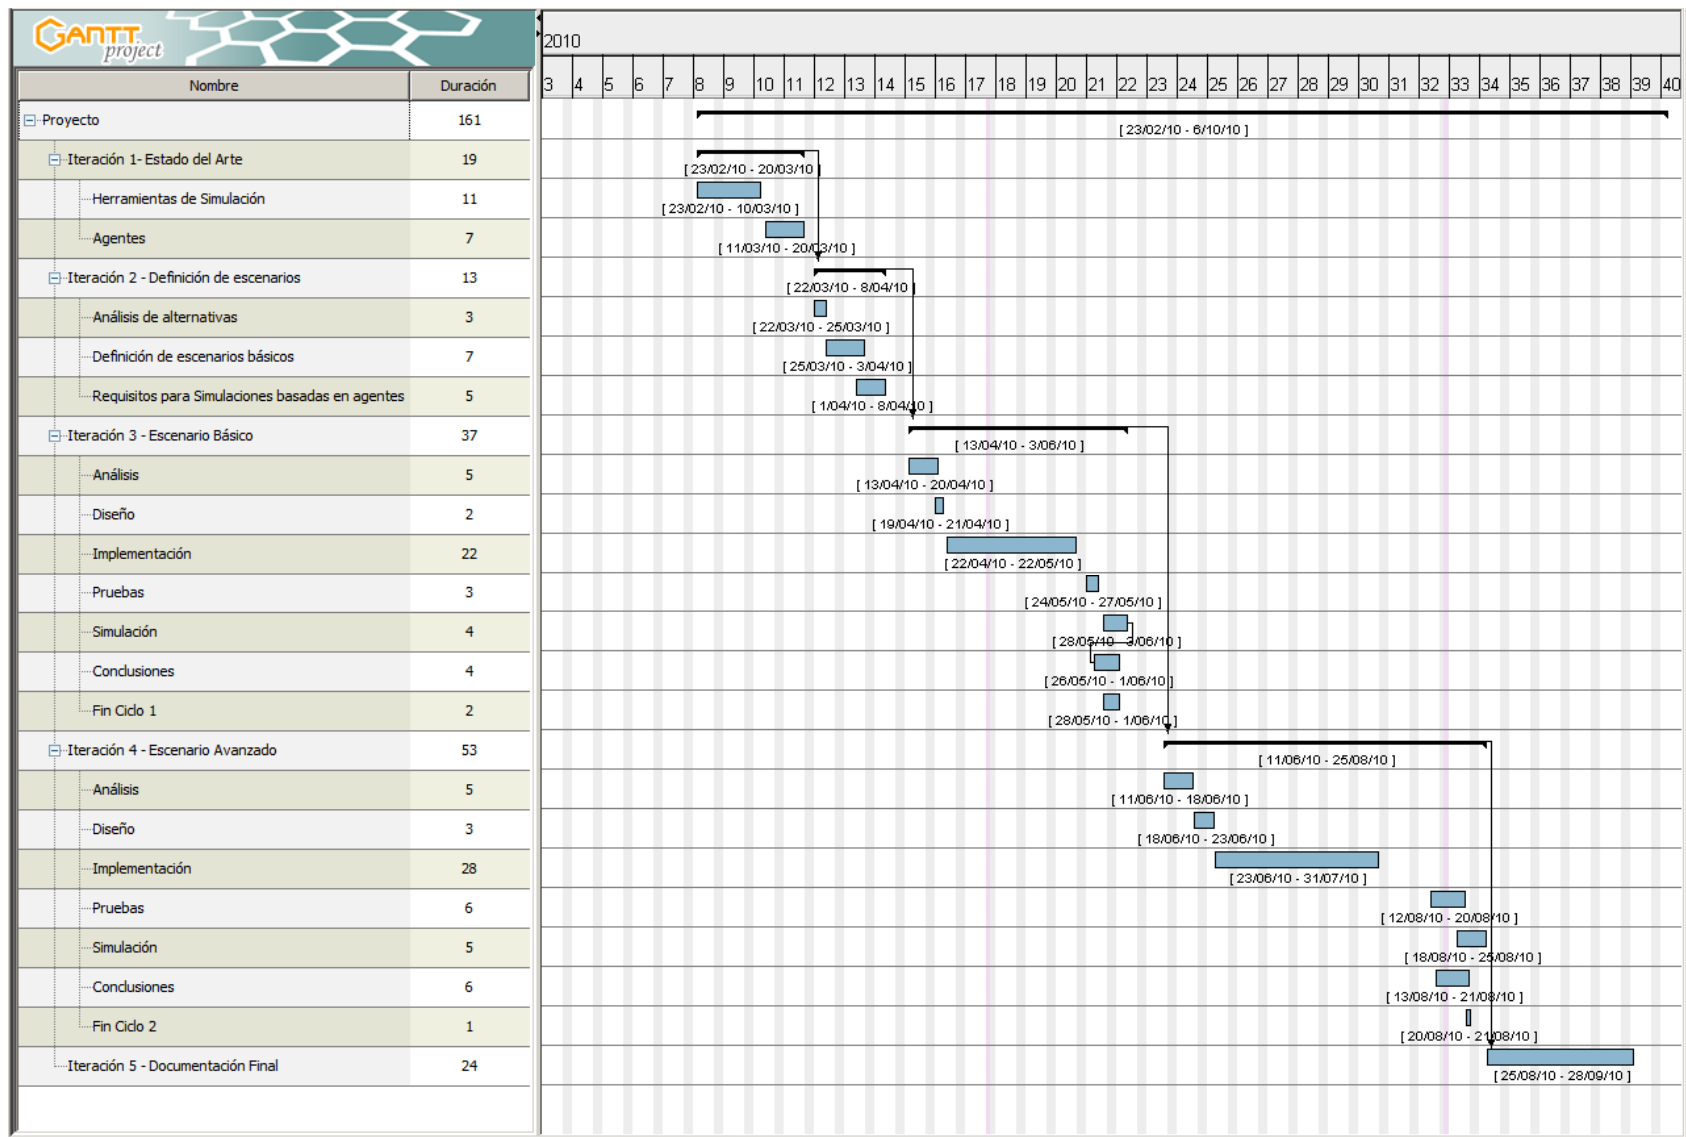 GANTT
project
2010
Nombre Duración 3 4 5 6 7 8 9 10 11 12 13 14 15 16 17 18 19 20 21 22 23 24 25 26 27 28 29 30 31 32 33 34 35 36 37 38 39 40
Proyecto 161
[ 23/02/10 - 6/10/10 ]
Iteración 1- Estado del Arte 19
[ 23/02/10 - 20/03/10 ]
Herramientas de Simulación 11
[ 23/02/10 - 10/03/10 ]
Agentes 7
[ 11/03/10 - 20/03/10 ]
Iteración 2 - Definición de escenarios 13
[ 22/03/10 - 8/04/10 ]
Análisis de alternativas 3
[ 22/03/10 - 25/03/10 ]
Definición de escenarios básicos 7
[ 25/03/10 - 3/04/10 ]
Requisitos para Simulaciones basadas en agentes 5
[ 1/04/10 - 8/04/10 ]
Iteración 3 - Escenario Básico 37
[ 13/04/10 - 3/06/10 ]
Análisis 5
[ 13/04/10 - 20/04/10 ]
Diseño 2
[ 19/04/10 - 21/04/10 ]
Implementación 22
[ 22/04/10 - 22/05/10 ]
Pruebas 3
[ 24/05/10 - 27/05/10 ]
Simulación 4
[ 28/05/10 - 3/06/10 ]
Conclusiones 4
[ 26/05/10 - 1/06/10 ]
Fin Ciclo 1 2
[ 28/05/10 - 1/06/10 ]
Iteración 4 - Escenario Avanzado 53
[ 11/06/10 - 25/08/10 ]
Análisis 5
[ 11/06/10 - 18/06/10 ]
Diseño 3
[ 18/06/10 - 23/06/10 ]
Implementación 28
[ 23/06/10 - 31/07/10 ]
Pruebas 6
[ 12/08/10 - 20/08/10 ]
Simulación 5
[ 18/08/10 - 25/08/10 ]
Conclusiones 6
[ 13/08/10 - 21/08/10 ]
Fin Ciclo 2 1
[ 20/08/10 - 21/08/10 ]
Iteración 5 - Documentación Final 24
[ 25/08/10 - 28/09/10 ]